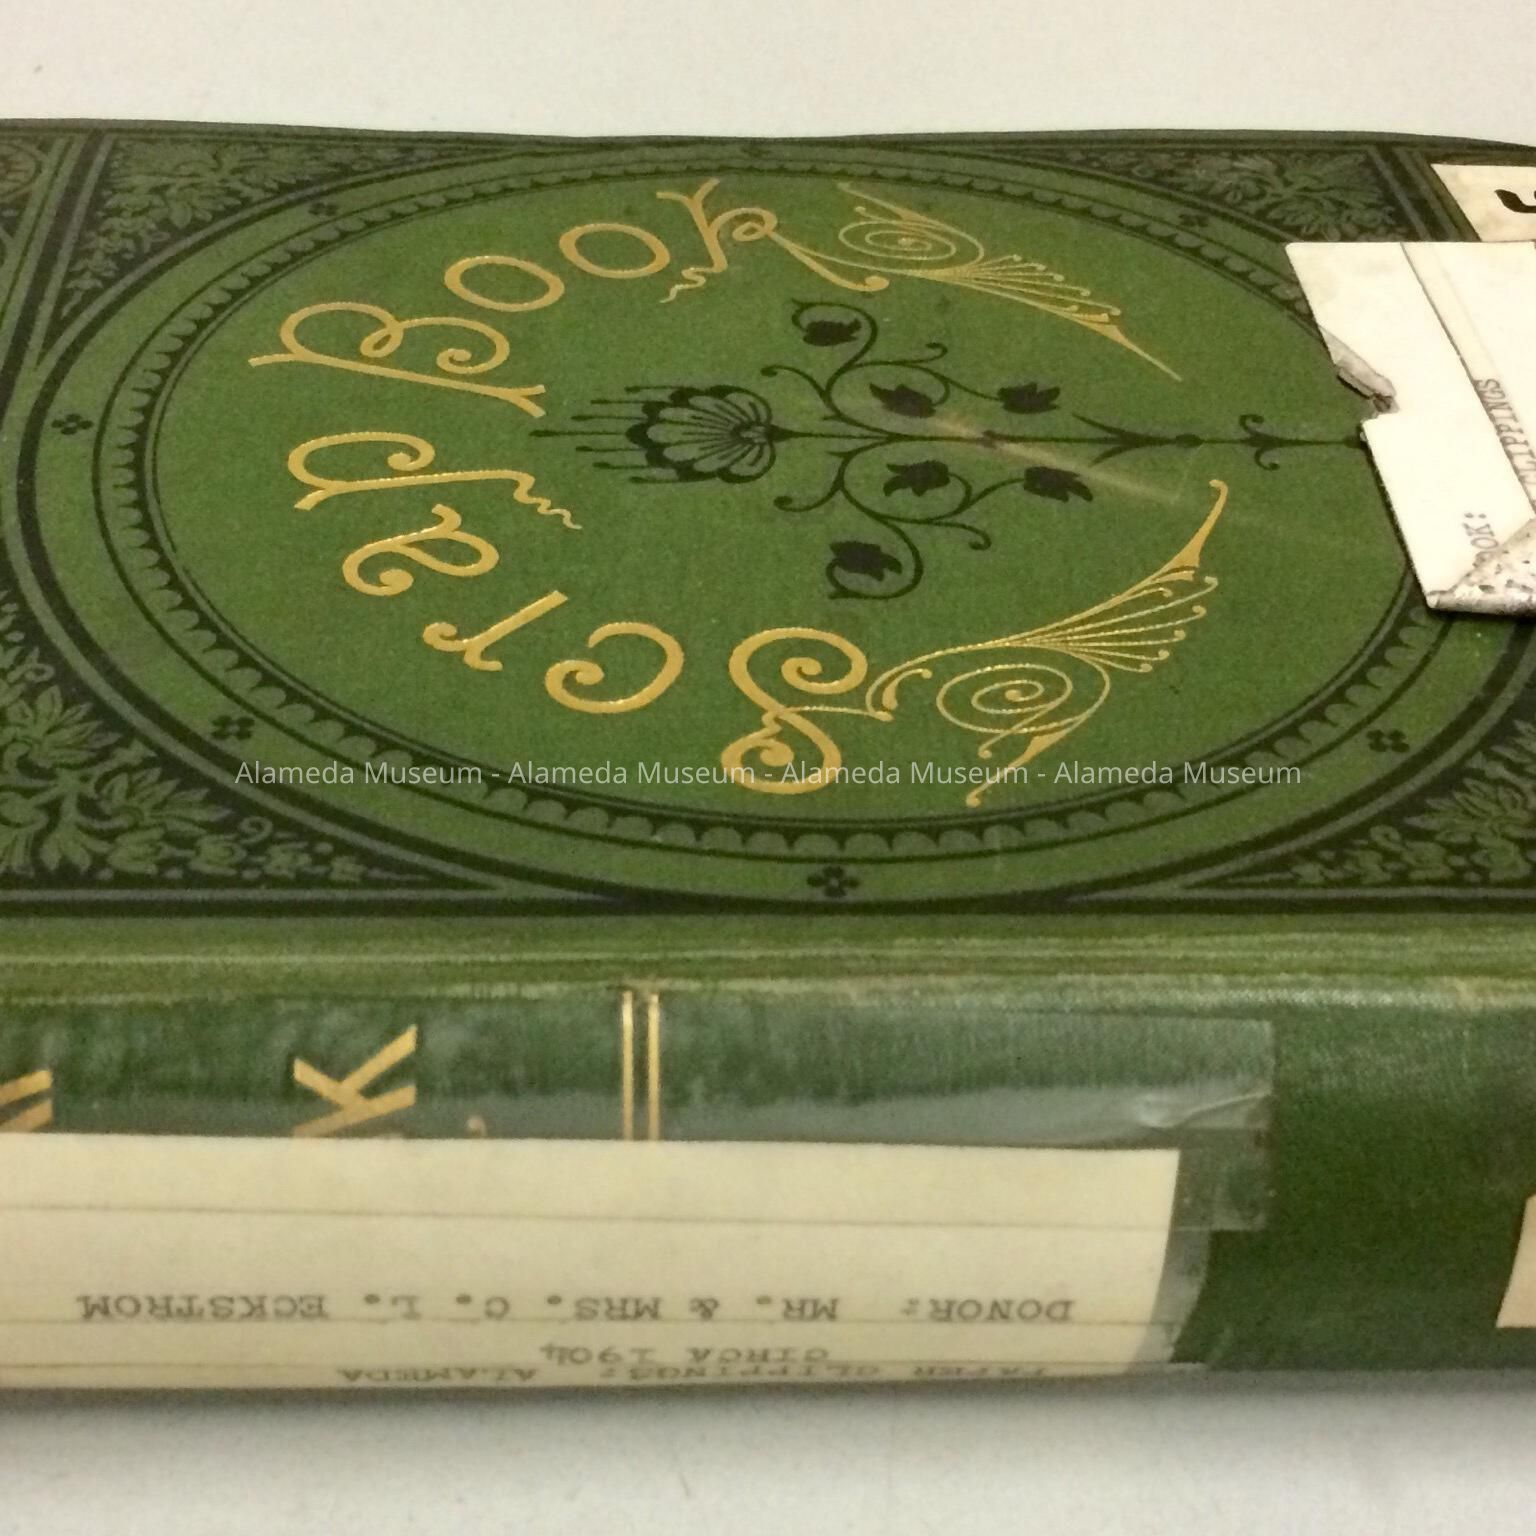 Scrap Book
Alameda Museum - Alameda Museum - Alameda Museum - Alameda Museum
K
PAPER CLIPPINGS: ALAMEDA
CIRCA 1904
DONOR: MR. & MRS. C. L. ECKSTROM